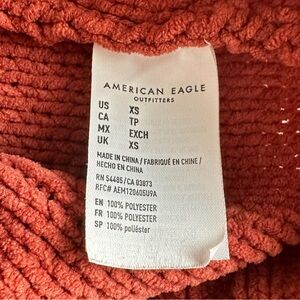 AMERICAN EAGLE
OUTFITTERS
US XS
CA TP
MX EXCH
UK XS
MADE IN CHINA / FABRIQUÉ EN CHINE /
HECHO EN CHINA
RN 54485/CA 03873
RFC# AEM120605U9A
EN 100% POLYESTER
FR 100% POLYESTER
SP 100% poliéster